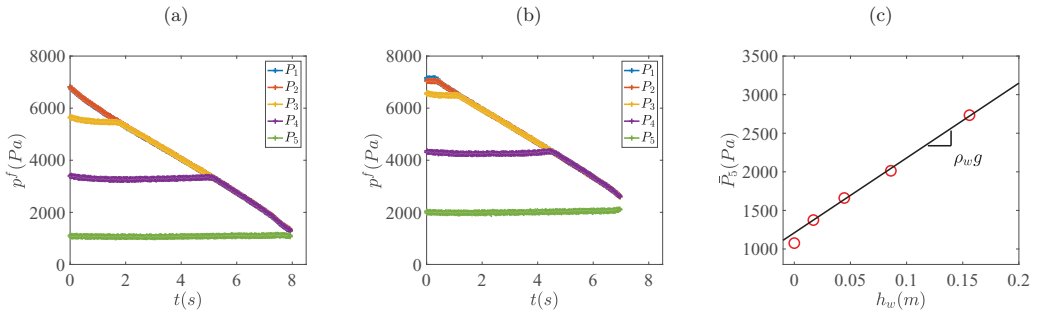 (a)
8000
6000
4000
2000
0
0 2 4 6 8
p^f(Pa)
t(s)
P_1
P_2
P_3
P_4
P_5
(b)
8000
6000
4000
2000
0
0 2 4 6 8
p^f(Pa)
t(s)
P_1
P_2
P_3
P_4
P_5
(c)
3500
3000
2500
2000
1500
1000
0 0.05 0.1 0.15 0.2
P̄_5(Pa)
h_w(m)
ρ_w g